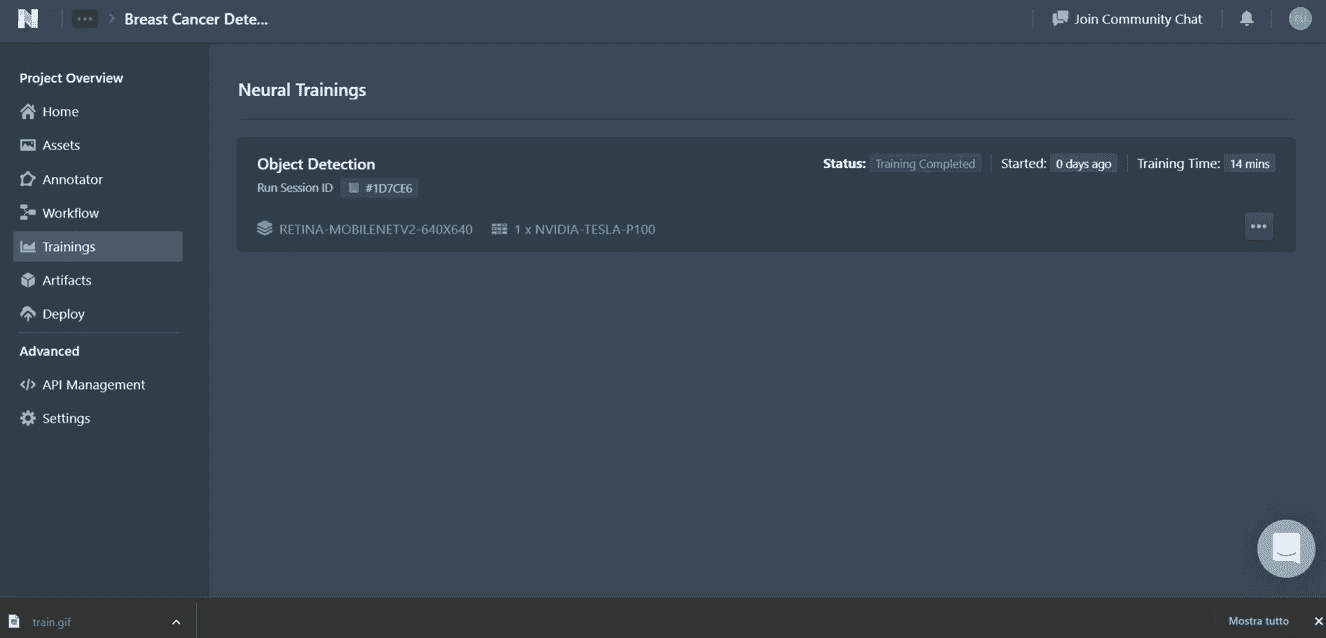 Breast Cancer Dete...
Join Community Chat
Project Overview
Home
Assets
Annotator
Workflow
Trainings
Artifacts
Deploy
Advanced
API Management
Settings
Neural Trainings
Object Detection
Status: Training Completed
Started: 0 days ago
Training Time: 14 mins
Run Session ID #1D7CE6
RETINA-MOBILENETV2-640X640
1 x NVIDIA-TESLA-P100
train.gif
Mostra tutto